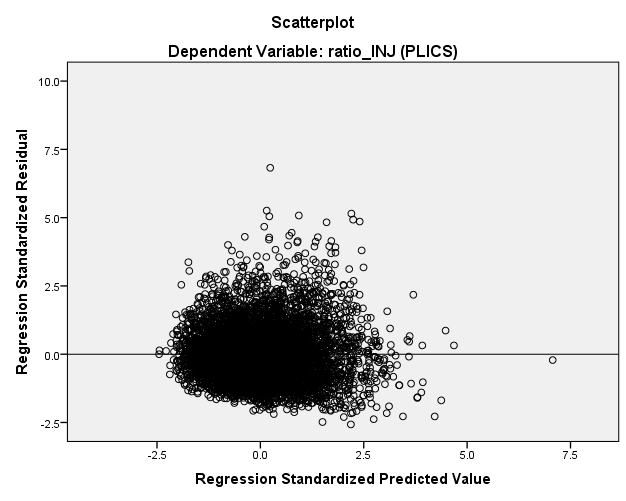 Scatterplot
Dependent Variable: ratio_INJ (PLICS)
Regression Standardized Residual
10.0
7.5
5.0
2.5
0.0
-2.5
-2.5 0.0 2.5 5.0 7.5
Regression Standardized Predicted Value